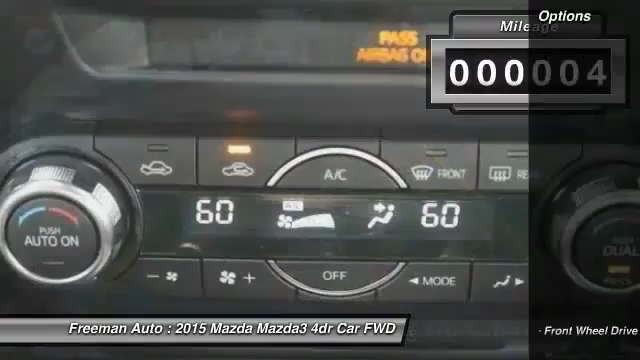 Options
Mileage
PASS
AIRBAG OFF
000004
A/C
FRONT
60
A/C
60
PUSH
AUTO ON
DUAL
OFF
MODE
Freeman Auto : 2015 Mazda Mazda3 4dr Car FWD
· Front Wheel Drive